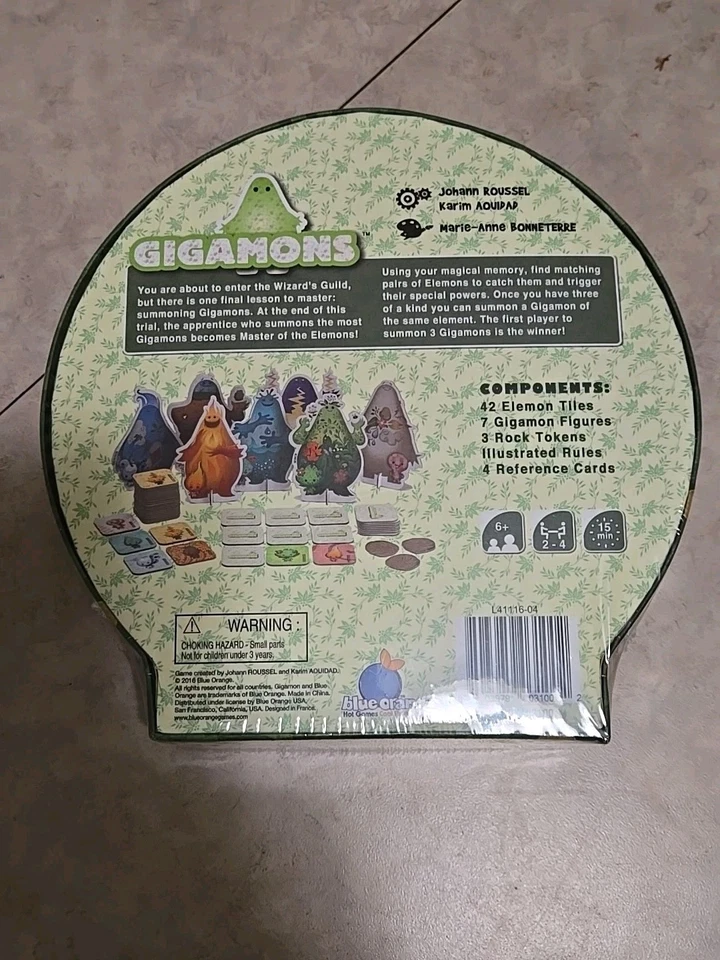 GIGAMONS™
Johann ROUSSEL
Karim AOUIDAD
Marie-Anne BONNETERRE
You are about to enter the Wizard's Guild,
but there is one final lesson to master:
summoning Gigamons. At the end of this
trial, the apprentice who summons the most
Gigamons becomes Master of the Elemons!
Using your magical memory, find matching
pairs of Elemons to catch them and trigger
their special powers. Once you have three
of a kind you can summon a Gigamon of
the same element. The first player to
summon 3 Gigamons is the winner!
COMPONENTS:
42 Elemon Tiles
7 Gigamon Figures
3 Rock Tokens
Illustrated Rules
4 Reference Cards
6+
2 - 4
15
min
L41116-04
WARNING :
CHOKING HAZARD - Small parts
Not for children under 3 years.
Game created by Johann ROUSSEL and Karim AOUIDAD.
© 2016 Blue Orange.
All rights reserved for all countries. Gigamon and Blue
Orange are trademarks of Blue Orange. Made in China.
Distributed under license by Blue Orange USA,
San Francisco, California, USA. Designed in France.
www.blueorangegames.com
blue
Hot Games
2